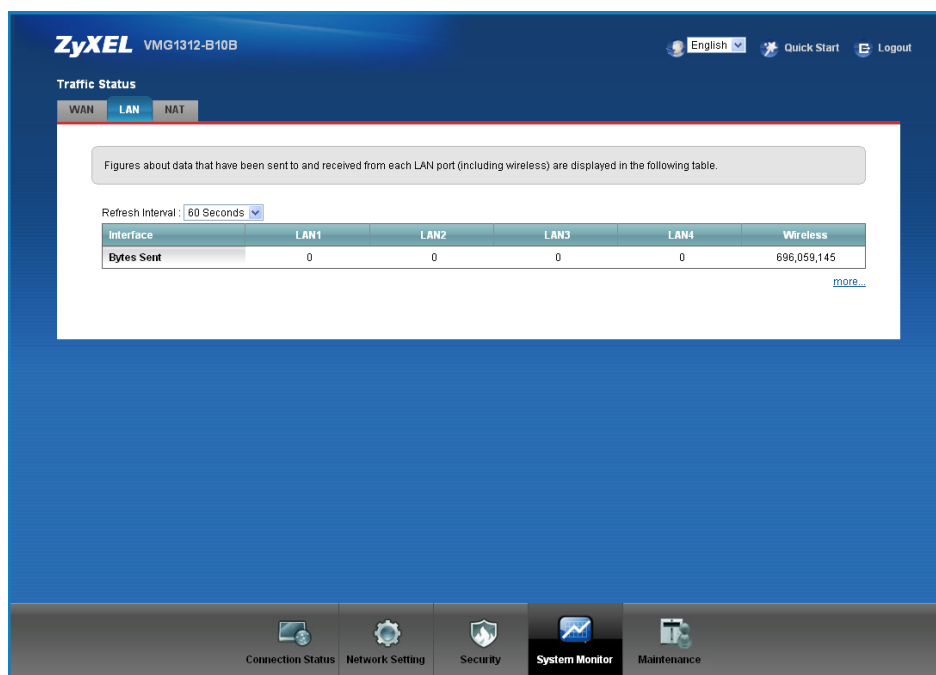 ZyXEL VMG1312-B10B
English Quick Start Logout
Traffic Status
WAN LAN NAT
Figures about data that have been sent to and received from each LAN port (including wireless) are displayed in the following table.
Refresh Interval : 60 Seconds
Interface LAN1 LAN2 LAN3 LAN4 Wireless
Bytes Sent 0 0 0 0 696,059,145
more...
Connection Status Network Setting Security System Monitor Maintenance